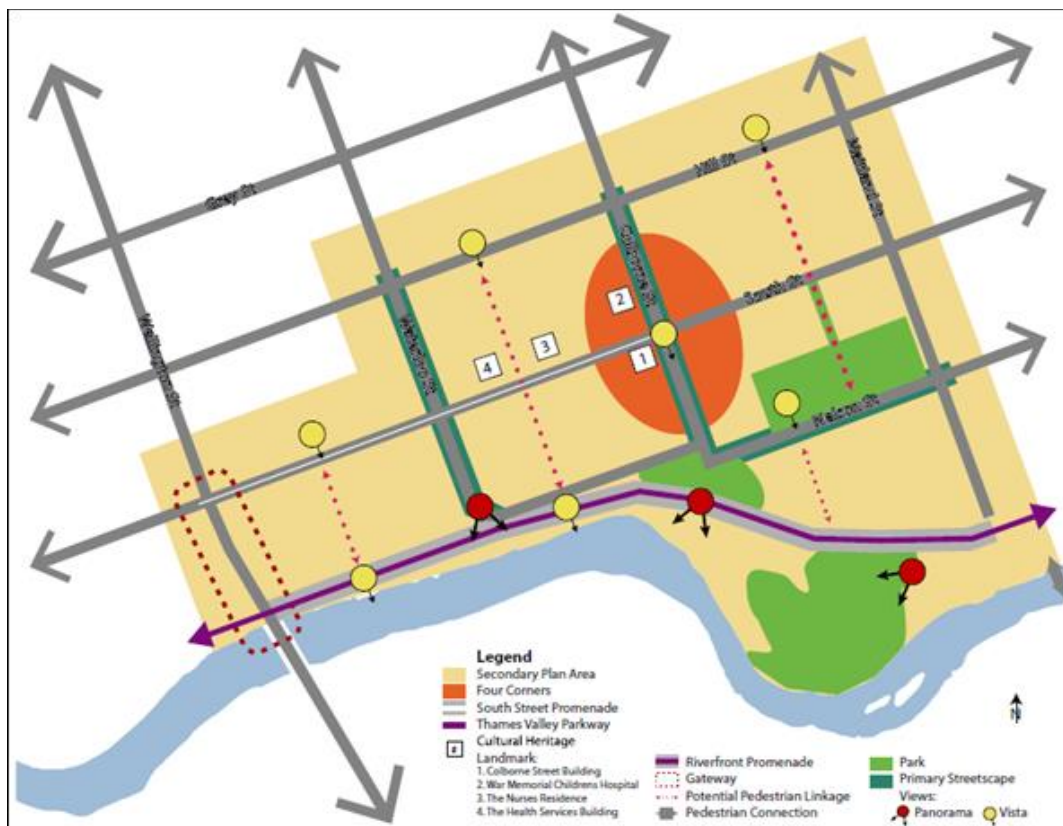 Grey St
Hill St
Maitland St
Colborne St
South St
Wellington St
Waterloo St
2
3
1
4
Nelson St
Legend
Secondary Plan Area
Four Corners
South Street Promenade
Thames Valley Parkway
#
Cultural Heritage
Landmark:
1. Colborne Street Building
2. War Memorial Childrens Hospital
3. The Nurses Residence
4. The Health Services Building
Riverfront Promenade
Gateway
Potential Pedestrian Linkage
Pedestrian Connection
Park
Primary Streetscape
Views:
Panorama
Vista
N